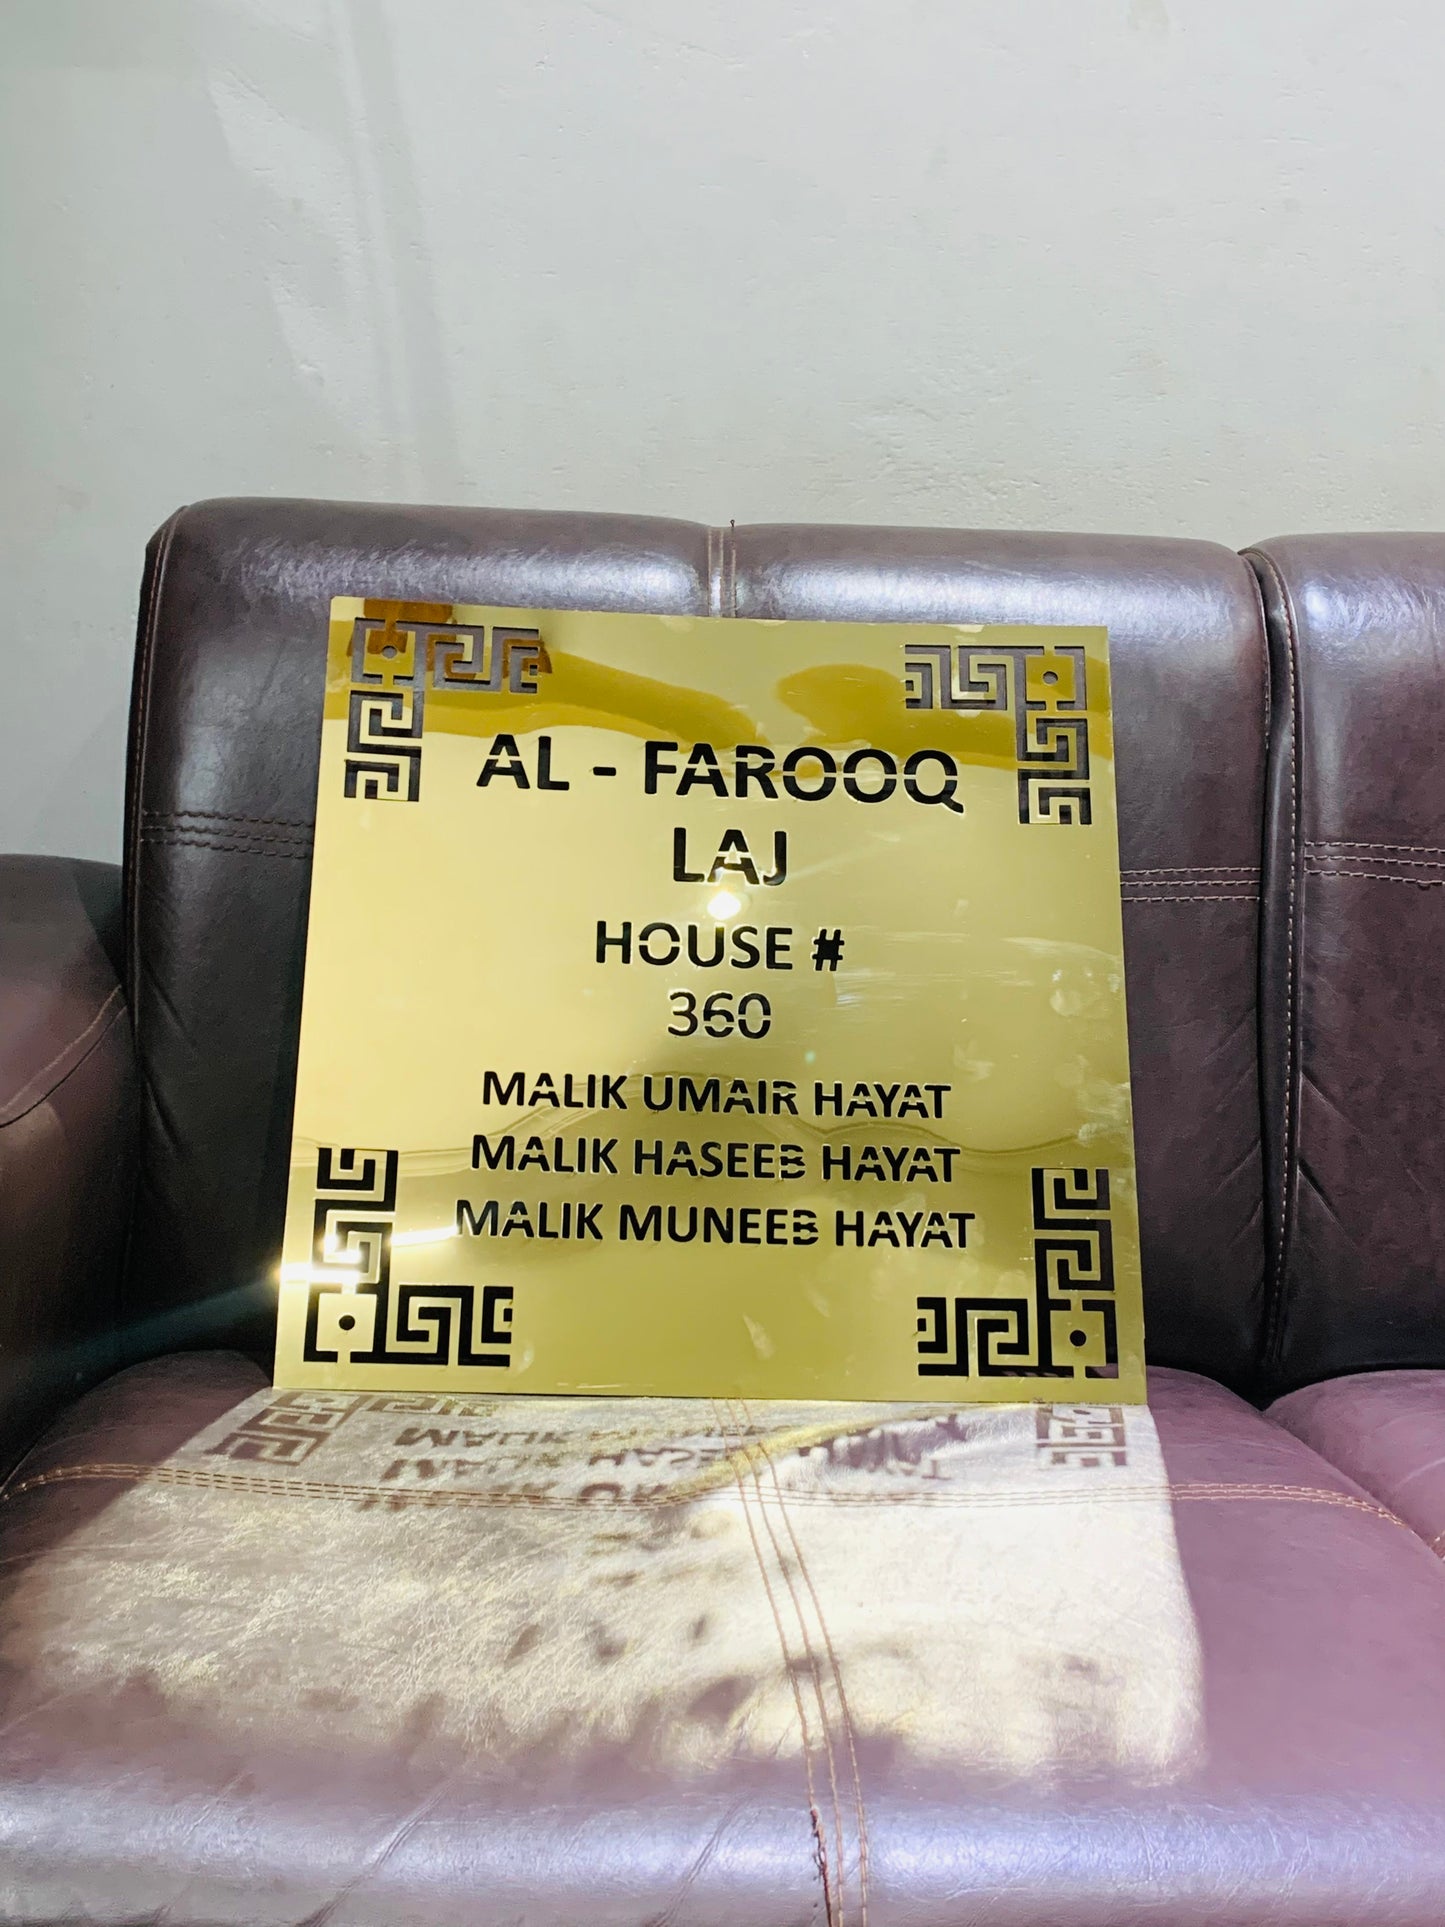 AL - FAROOQ
LAJ
HOUSE #
360
MALIK UMAIR HAYAT
MALIK HASEEB HAYAT
MALIK MUNEEB HAYAT